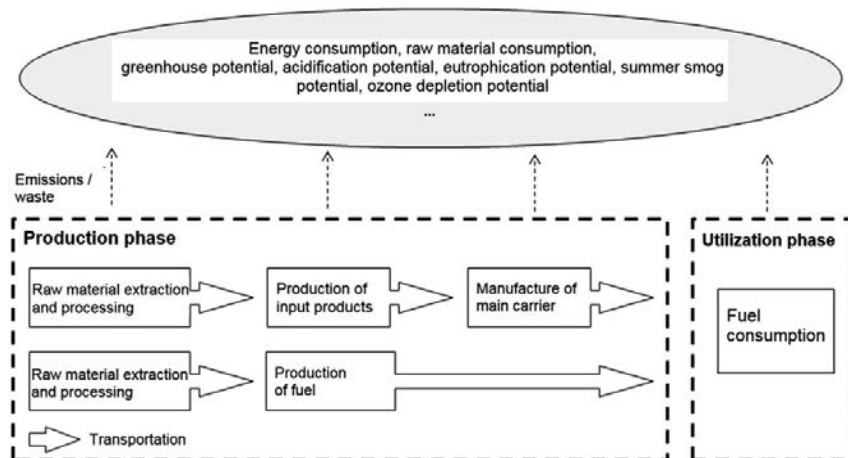 Energy consumption, raw material consumption,
greenhouse potential, acidification potential, eutrophication potential, summer smog
potential, ozone depletion potential
...
Emissions /
waste
Production phase
Raw material extraction
and processing
Production of
input products
Manufacture of
main carrier
Raw material extraction
and processing
Production
of fuel
Transportation
Utilization phase
Fuel
consumption